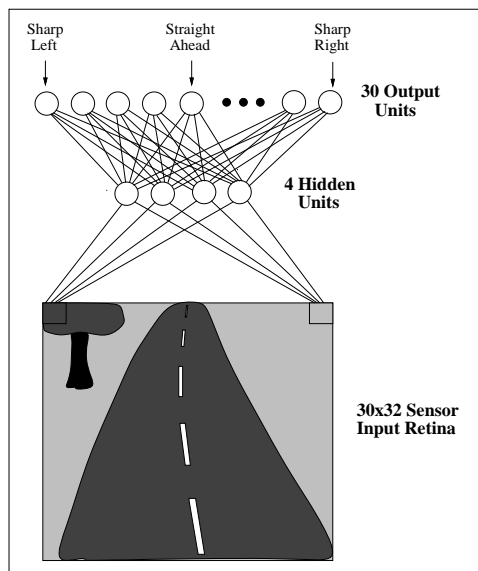 Sharp
Left
Straight
Ahead
Sharp
Right
30 Output
Units
4 Hidden
Units
30x32 Sensor
Input Retina